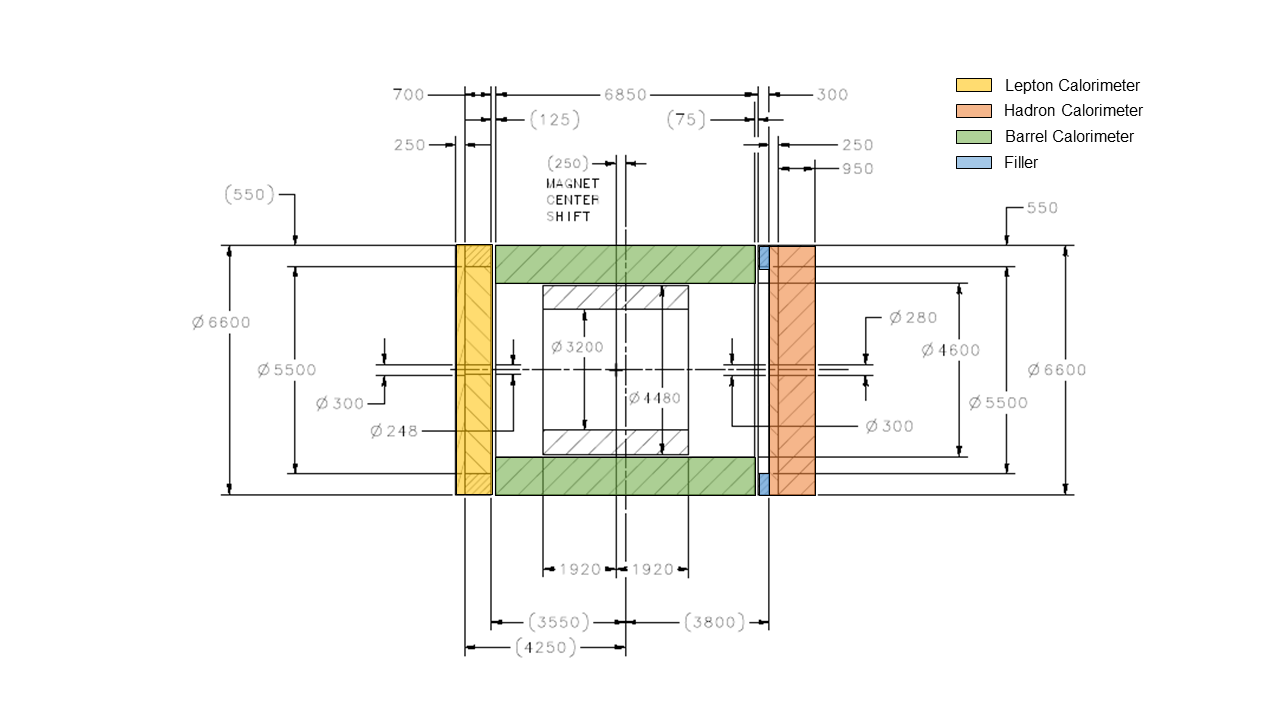 Lepton Calorimeter
700
6850
300
Hadron Calorimeter
(125)
(75)
Barrel Calorimeter
250
250
Filler
(250)
950
MAGNET
CENTER
SHIFT
(550)
550
Ø6600
Ø280
Ø3200
Ø4600
Ø5500
Ø6600
Ø300
Ø4480
Ø5500
Ø248
Ø300
1920
1920
(3550)
(3800)
(4250)